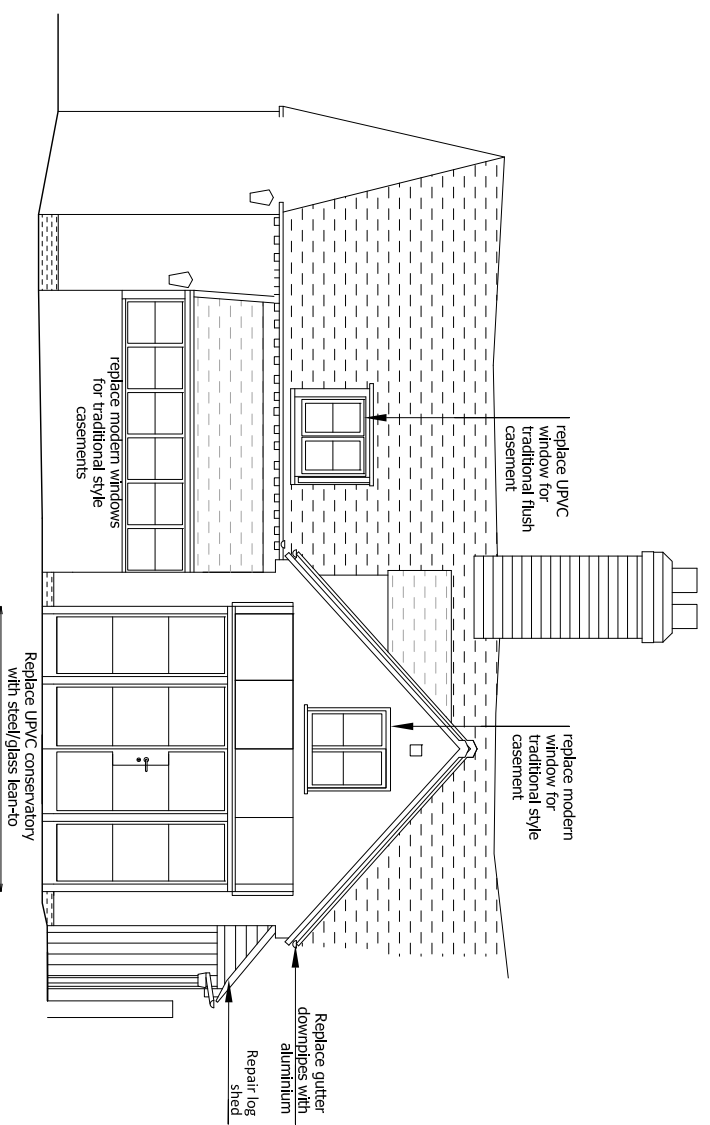 replace UPVC
window for
traditional flush
casement
replace modern
window for
traditional style
casement
replace modern windows
for traditional style
casements
Replace UPVC conservatory
with steel/glass lean-to
Replace gutter
downpipes with
aluminium
Repair log
shed